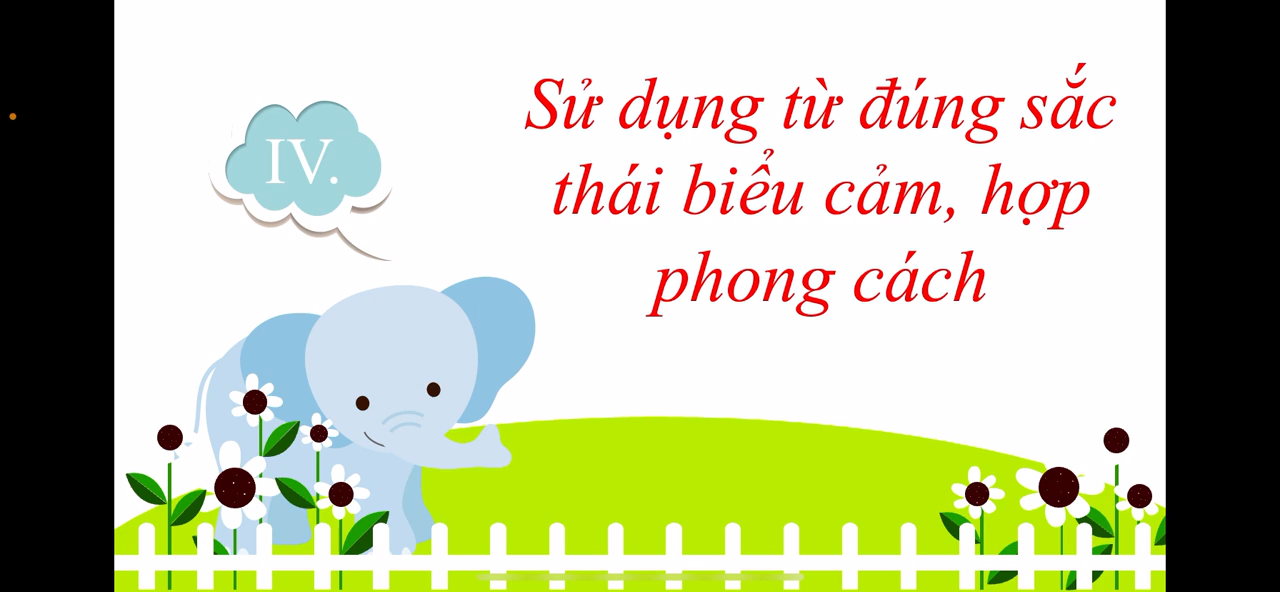 IV.
Sử dụng từ đúng sắc
thái biểu cảm, hợp
phong cách